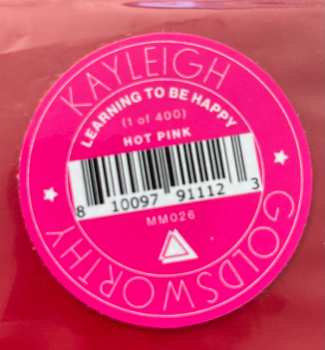 KAYLEIGH
LEARNING TO BE HAPPY
(1 of 400)
HOT PINK
8 10097 91112 3
MM026
GOLDSWORTHY